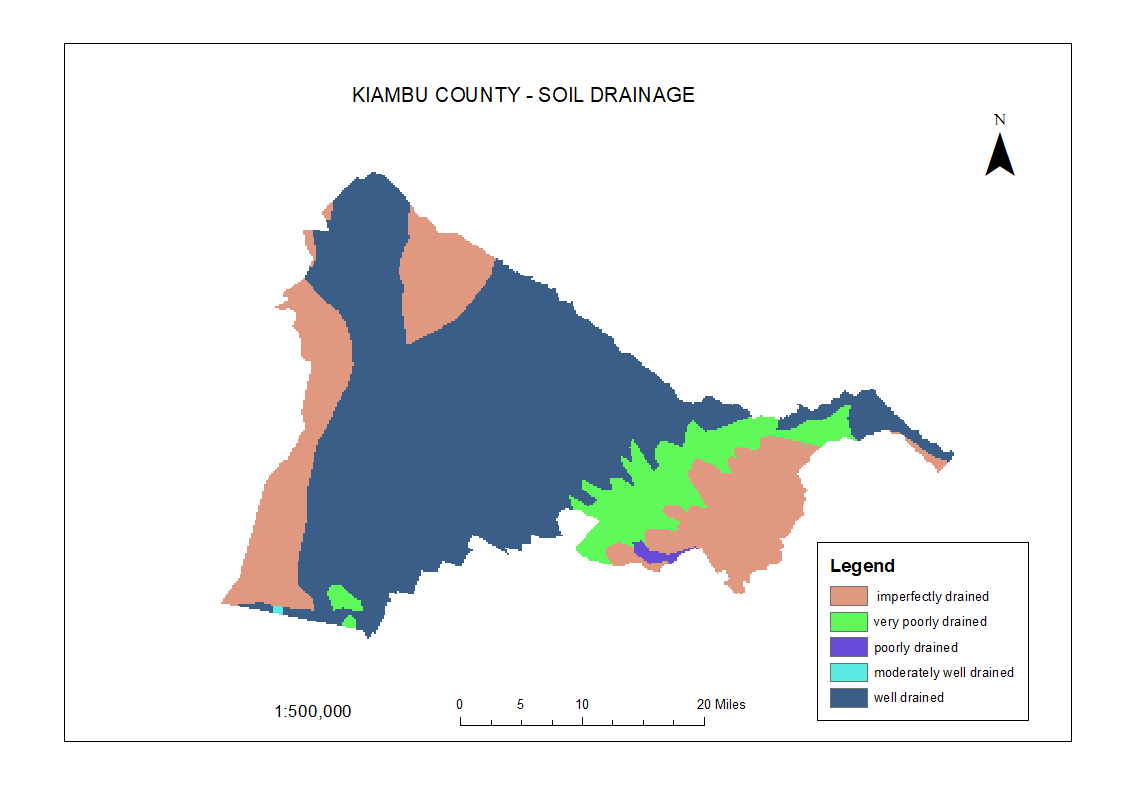 KIAMBU COUNTY - SOIL DRAINAGE
N
Legend
imperfectly drained
very poorly drained
poorly drained
moderately well drained
well drained
1:500,000
0 5 10 20 Miles